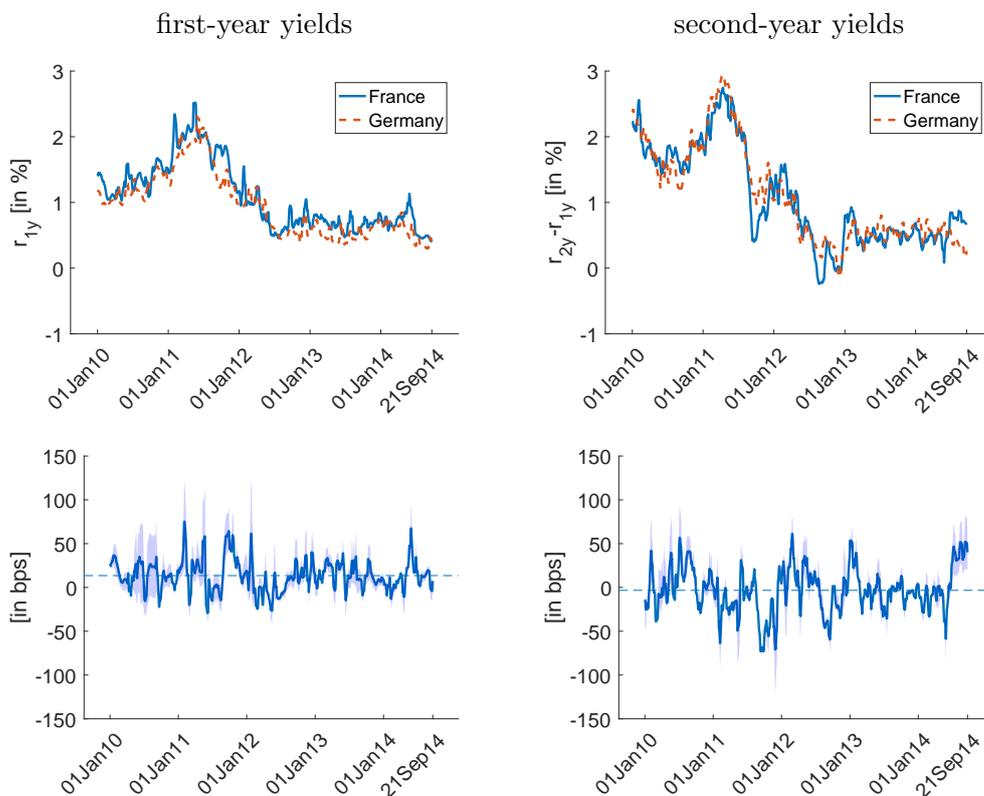 first-year yields
second-year yields
3
2
1
0
-1
r1y [in %]
France
Germany
01Jan10
01Jan11
01Jan12
01Jan13
01Jan14
21Sep14
3
2
1
0
-1
r2y-r1y [in %]
France
Germany
01Jan10
01Jan11
01Jan12
01Jan13
01Jan14
21Sep14
150
100
50
0
-50
-100
-150
[in bps]
01Jan10
01Jan11
01Jan12
01Jan13
01Jan14
21Sep14
150
100
50
0
-50
-100
-150
[in bps]
01Jan10
01Jan11
01Jan12
01Jan13
01Jan14
21Sep14